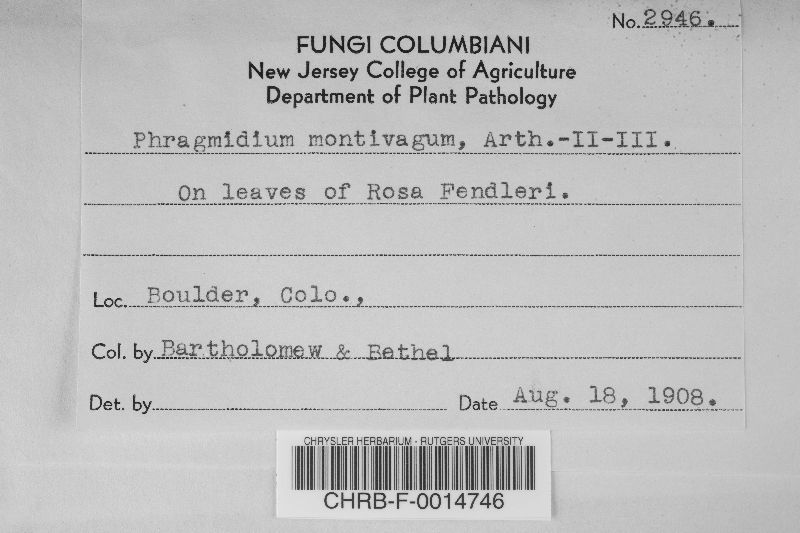 No. 2946.
FUNGI COLUMBIANI
New Jersey College of Agriculture
Department of Plant Pathology
Phragmidium montivagum, Arth.-II-III.
On leaves of Rosa Fendleri.
Loc. Boulder, Colo.,
Col. by Bartholomew & Bethel
Det. by
Date Aug. 18, 1908.
CHRYSLER HERBARIUM - RUTGERS UNIVERSITY
CHRB-F-0014746